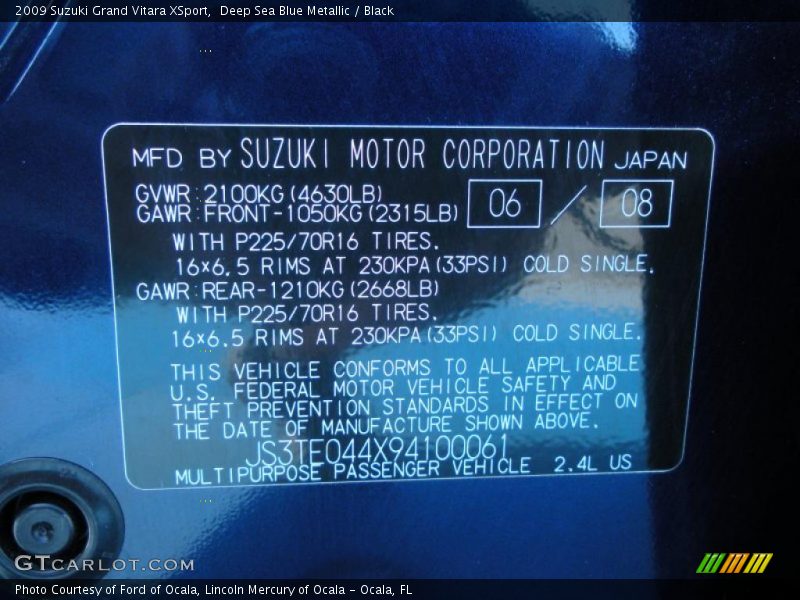 2009 Suzuki Grand Vitara XSport, Deep Sea Blue Metallic / Black
MFD BY SUZUKI MOTOR CORPORATION JAPAN
GVWR:2100KG(4630LB)
GAWR:FRONT-1050KG(2315LB) 06 / 08
WITH P225/70R16 TIRES.
16×6.5 RIMS AT 230KPA(33PSI) COLD SINGLE.
GAWR:REAR-1210KG(2668LB)
WITH P225/70R16 TIRES.
16×6.5 RIMS AT 230KPA(33PSI) COLD SINGLE.
THIS VEHICLE CONFORMS TO ALL APPLICABLE
U.S. FEDERAL MOTOR VEHICLE SAFETY AND
THEFT PREVENTION STANDARDS IN EFFECT ON
THE DATE OF MANUFACTURE SHOWN ABOVE.
JS3TE044X94100061
MULTIPURPOSE PASSENGER VEHICLE 2.4L US
GTCARLOT.COM
Photo Courtesy of Ford of Ocala, Lincoln Mercury of Ocala - Ocala, FL